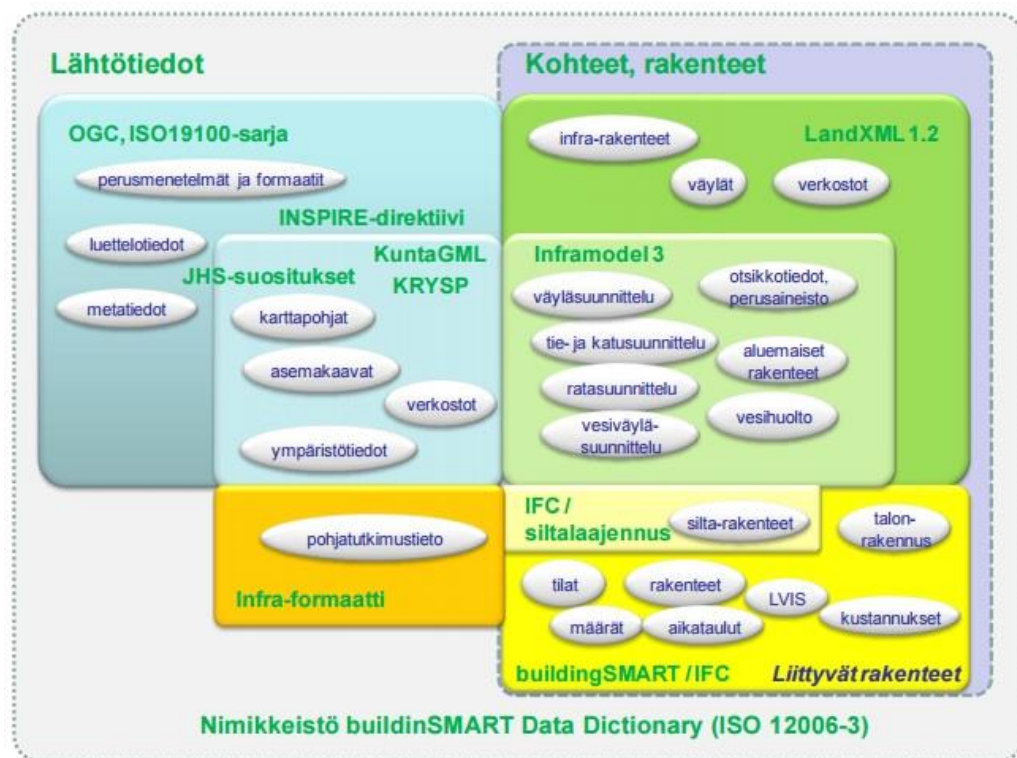 Lähtötiedot
Kohteet, rakenteet
OGC, ISO19100-sarja
perusmenetelmät ja formaatit
INSPIRE-direktiivi
luettelotiedot
JHS-suositukset
KuntaGML
KRYSP
metatiedot
karttapohjat
asemakaavat
verkostot
ympäristötiedot
infra-rakenteet
LandXML 1.2
väylät
verkostot
Inframodel 3
väyläsuunnittelu
otsikkotiedot,
perusaineisto
tie- ja katusuunnittelu
aluemaiset
rakenteet
ratasuunnittelu
vesiväylä-
suunnittelu
vesihuolto
pohjatutkimustieto
Infra-formaatti
IFC /
siltalaajennus
silta-rakenteet
talon-
rakennus
tilat
rakenteet
LVIS
määrät
aikataulut
kustannukset
buildingSMART / IFC
Liittyvät rakenteet
Nimikkeistö buildinSMART Data Dictionary (ISO 12006-3)